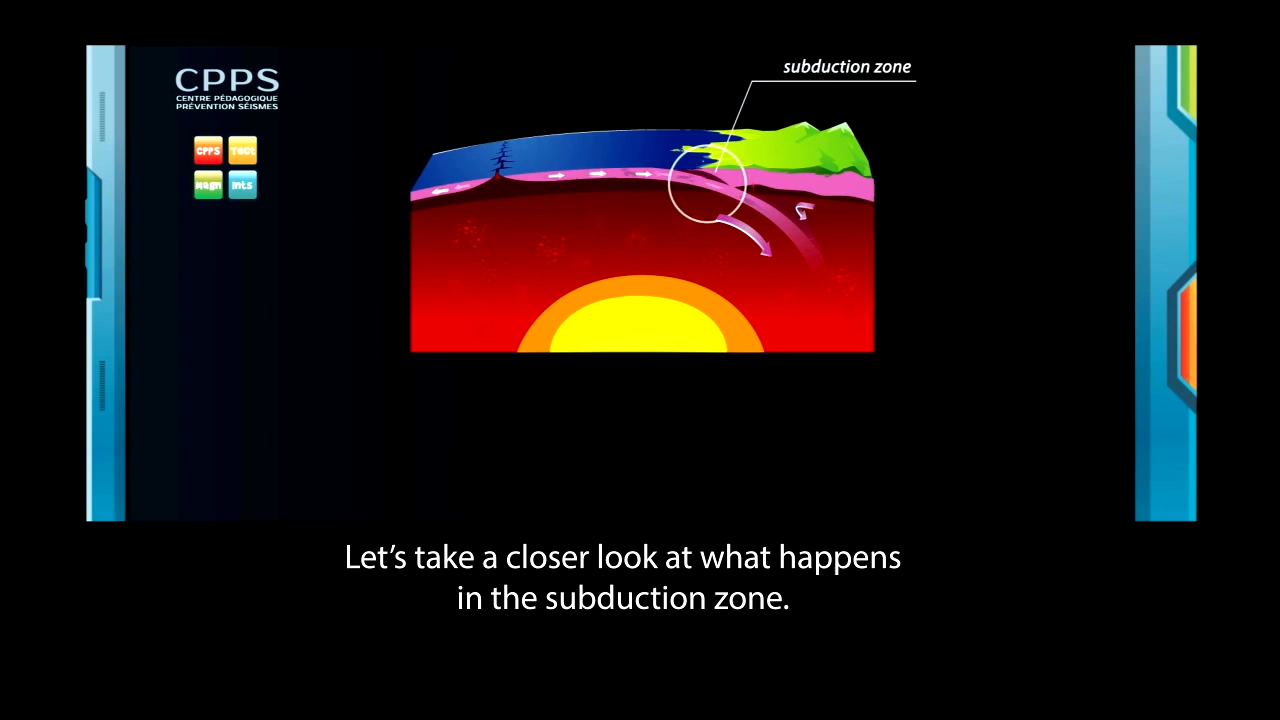 subduction zone
CPPS
CENTRE PÉDAGOGIQUE
PRÉVENTION SÉISMES
CPPS Tect
Magn Ints
Let's take a closer look at what happens
in the subduction zone.